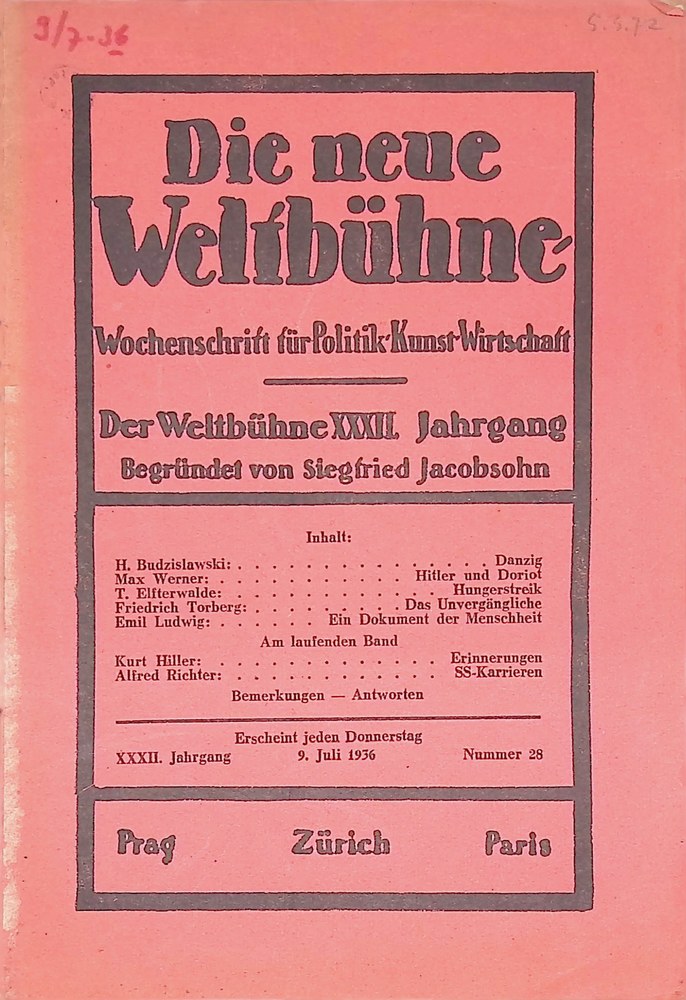 9/7-36
5.5.72
Die neue
Weltbühne
Wochenschrift für Politik·Kunst·Wirtschaft
Der Weltbühne XXXII. Jahrgang
Begründet von Siegfried Jacobsohn
Inhalt:
H. Budzislawski: . . . . . . . . . . . . . . . . Danzig
Max Werner: . . . . . . . . . . . Hitler und Doriot
T. Elfterwalde: . . . . . . . . . . . . Hungerstreik
Friedrich Torberg: . . . . . . . . . Das Unvergängliche
Emil Ludwig: . . . . . . Ein Dokument der Menschheit
Am laufenden Band
Kurt Hiller: . . . . . . . . . . . . . Erinnerungen
Alfred Richter: . . . . . . . . . . . . SS-Karrieren
Bemerkungen — Antworten
Erscheint jeden Donnerstag
XXXII. Jahrgang 9. Juli 1936 Nummer 28
Prag Zürich Paris